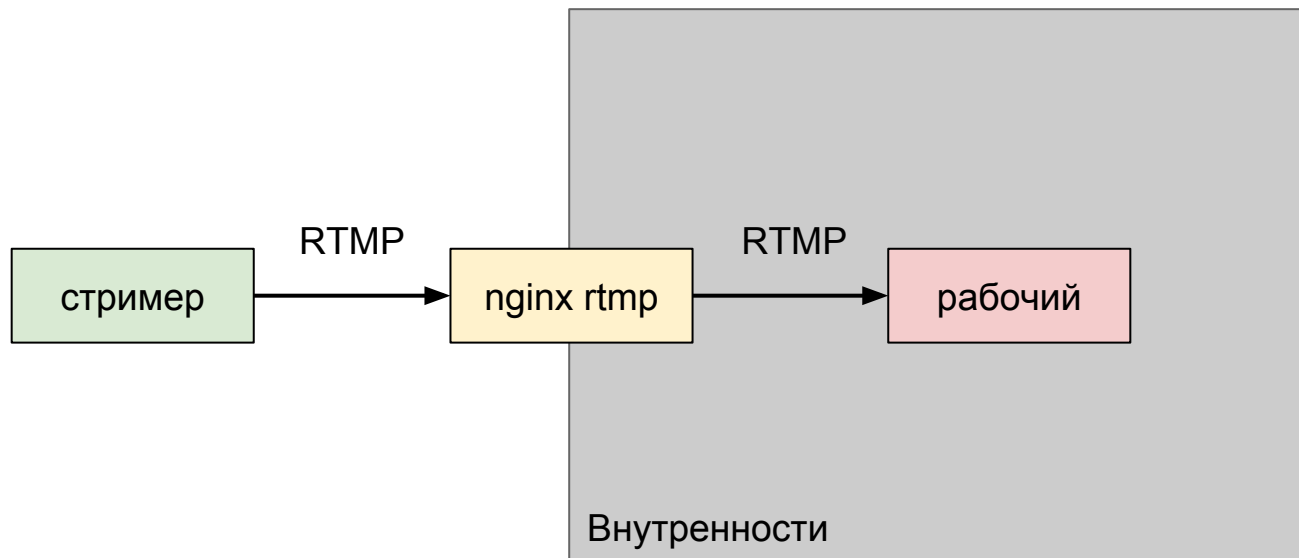 RTMP
RTMP
стример
nginx rtmp
рабочий
Внутренности